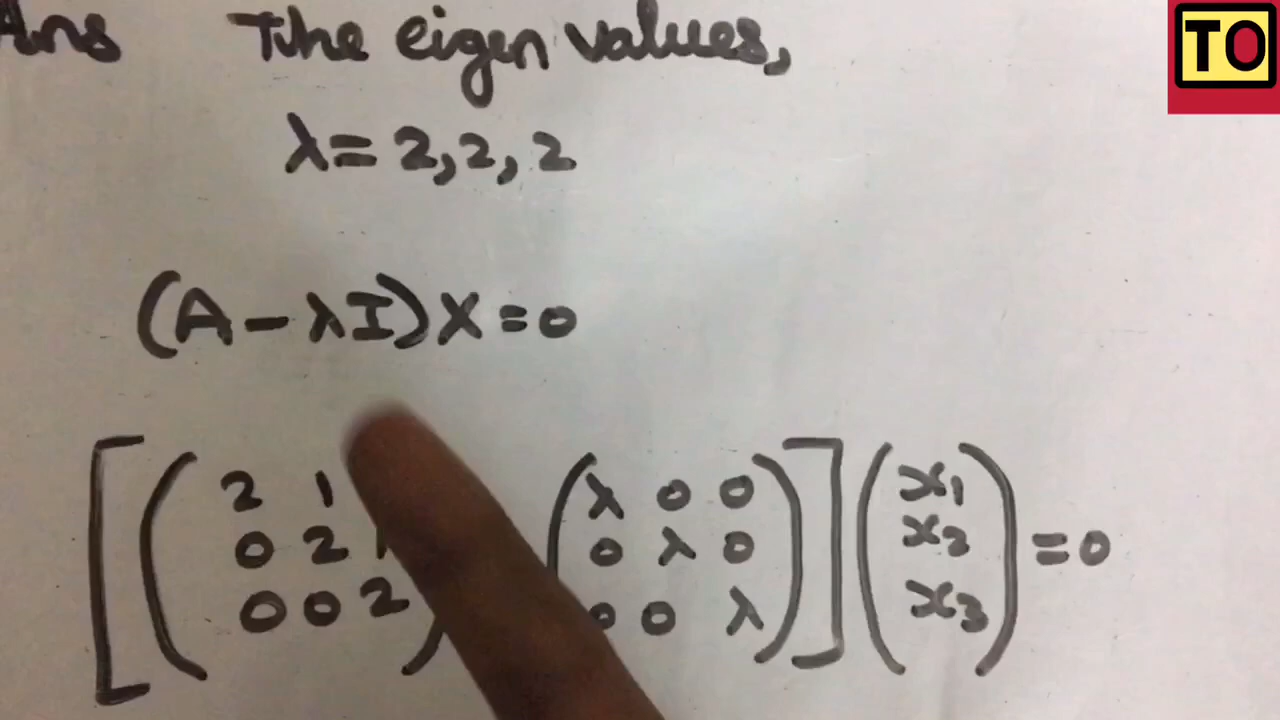 TO
Ans The eigen values,
λ= 2, 2, 2
(A - λI) X = 0
[ ( 2 1 ( λ 0 0 ) ] ( x1 )
0 2 0 λ 0 x2 = 0
0 0 2 ) 0 0 λ x3